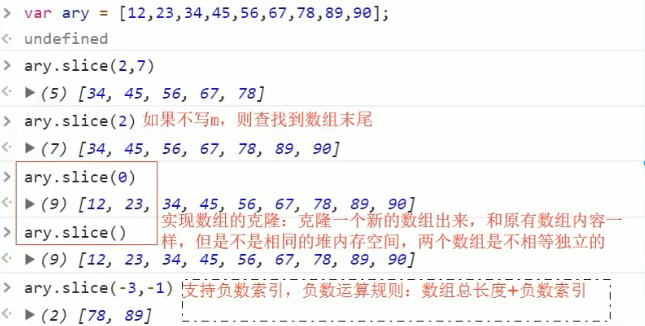 > var ary = [12,23,34,45,56,67,78,89,90];
< undefined
> ary.slice(2,7)
< ▶ (5) [34, 45, 56, 67, 78]
> ary.slice(2) 如果不写m，则查找到数组末尾
< ▶ (7) [34, 45, 56, 67, 78, 89, 90]
> ary.slice(0)
< ▶ (9) [12, 23, 34, 45, 56, 67, 78, 89, 90]
实现数组的克隆：克隆一个新的数组出来，和原有数组内容一
> ary.slice()
样，但是不是相同的堆内存空间，两个数组是不相等独立的
< ▶ (9) [12, 23, 34, 45, 56, 67, 78, 89, 90]
> ary.slice(-3,-1) 支持负数索引，负数运算规则：数组总长度+负数索引
< ▶ (2) [78, 89]